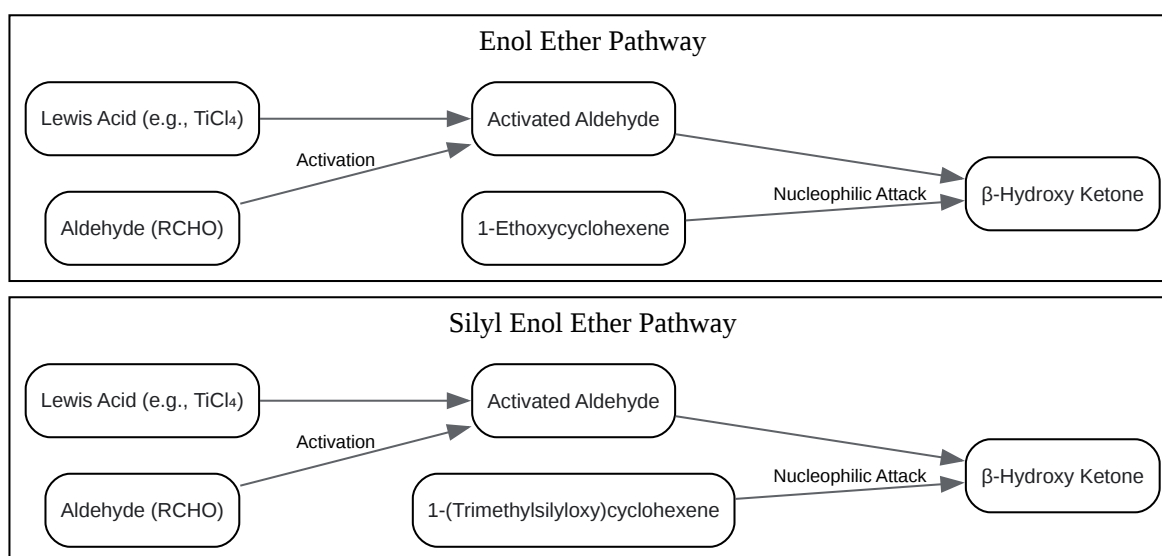 Enol Ether Pathway
Lewis Acid (e.g., TiCl₄)
Activated Aldehyde
Activation
Aldehyde (RCHO)
1-Ethoxycyclohexene
Nucleophilic Attack
β-Hydroxy Ketone
Silyl Enol Ether Pathway
Lewis Acid (e.g., TiCl₄)
Activated Aldehyde
Activation
Aldehyde (RCHO)
1-(Trimethylsilyloxy)cyclohexene
Nucleophilic Attack
β-Hydroxy Ketone